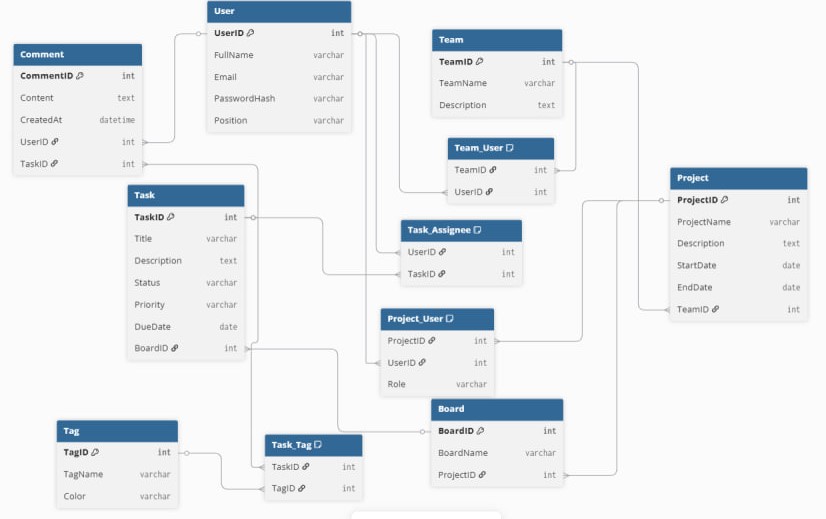 User
UserID int
FullName varchar
Email varchar
PasswordHash varchar
Position varchar
Comment
CommentID int
Content text
CreatedAt datetime
UserID int
TaskID int
Team
TeamID int
TeamName varchar
Description text
Team_User
TeamID int
UserID int
Project
ProjectID int
ProjectName varchar
Description text
StartDate date
EndDate date
TeamID int
Task
TaskID int
Title varchar
Description text
Status varchar
Priority varchar
DueDate date
BoardID int
Task_Assignee
UserID int
TaskID int
Project_User
ProjectID int
UserID int
Role varchar
Board
BoardID int
BoardName varchar
ProjectID int
Tag
TagID int
TagName varchar
Color varchar
Task_Tag
TaskID int
TagID int